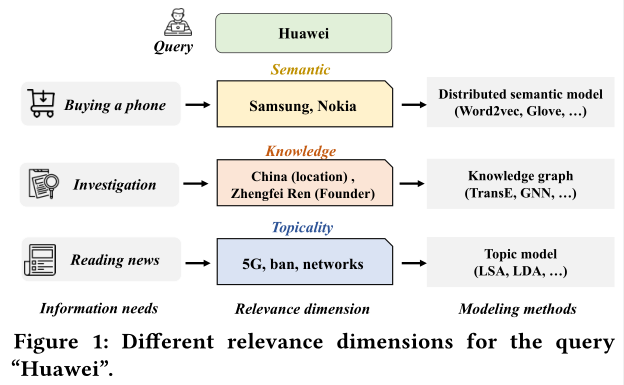 Query
Huawei
Semantic
Buying a phone
Samsung, Nokia
Distributed semantic model
(Word2vec, Glove, ...)
Knowledge
Investigation
China (location) ,
Zhengfei Ren (Founder)
Knowledge graph
(TransE, GNN, ...)
Topicality
Reading news
5G, ban, networks
Topic model
(LSA, LDA, ...)
Information needs
Relevance dimension
Modeling methods
Figure 1: Different relevance dimensions for the query
“Huawei”.